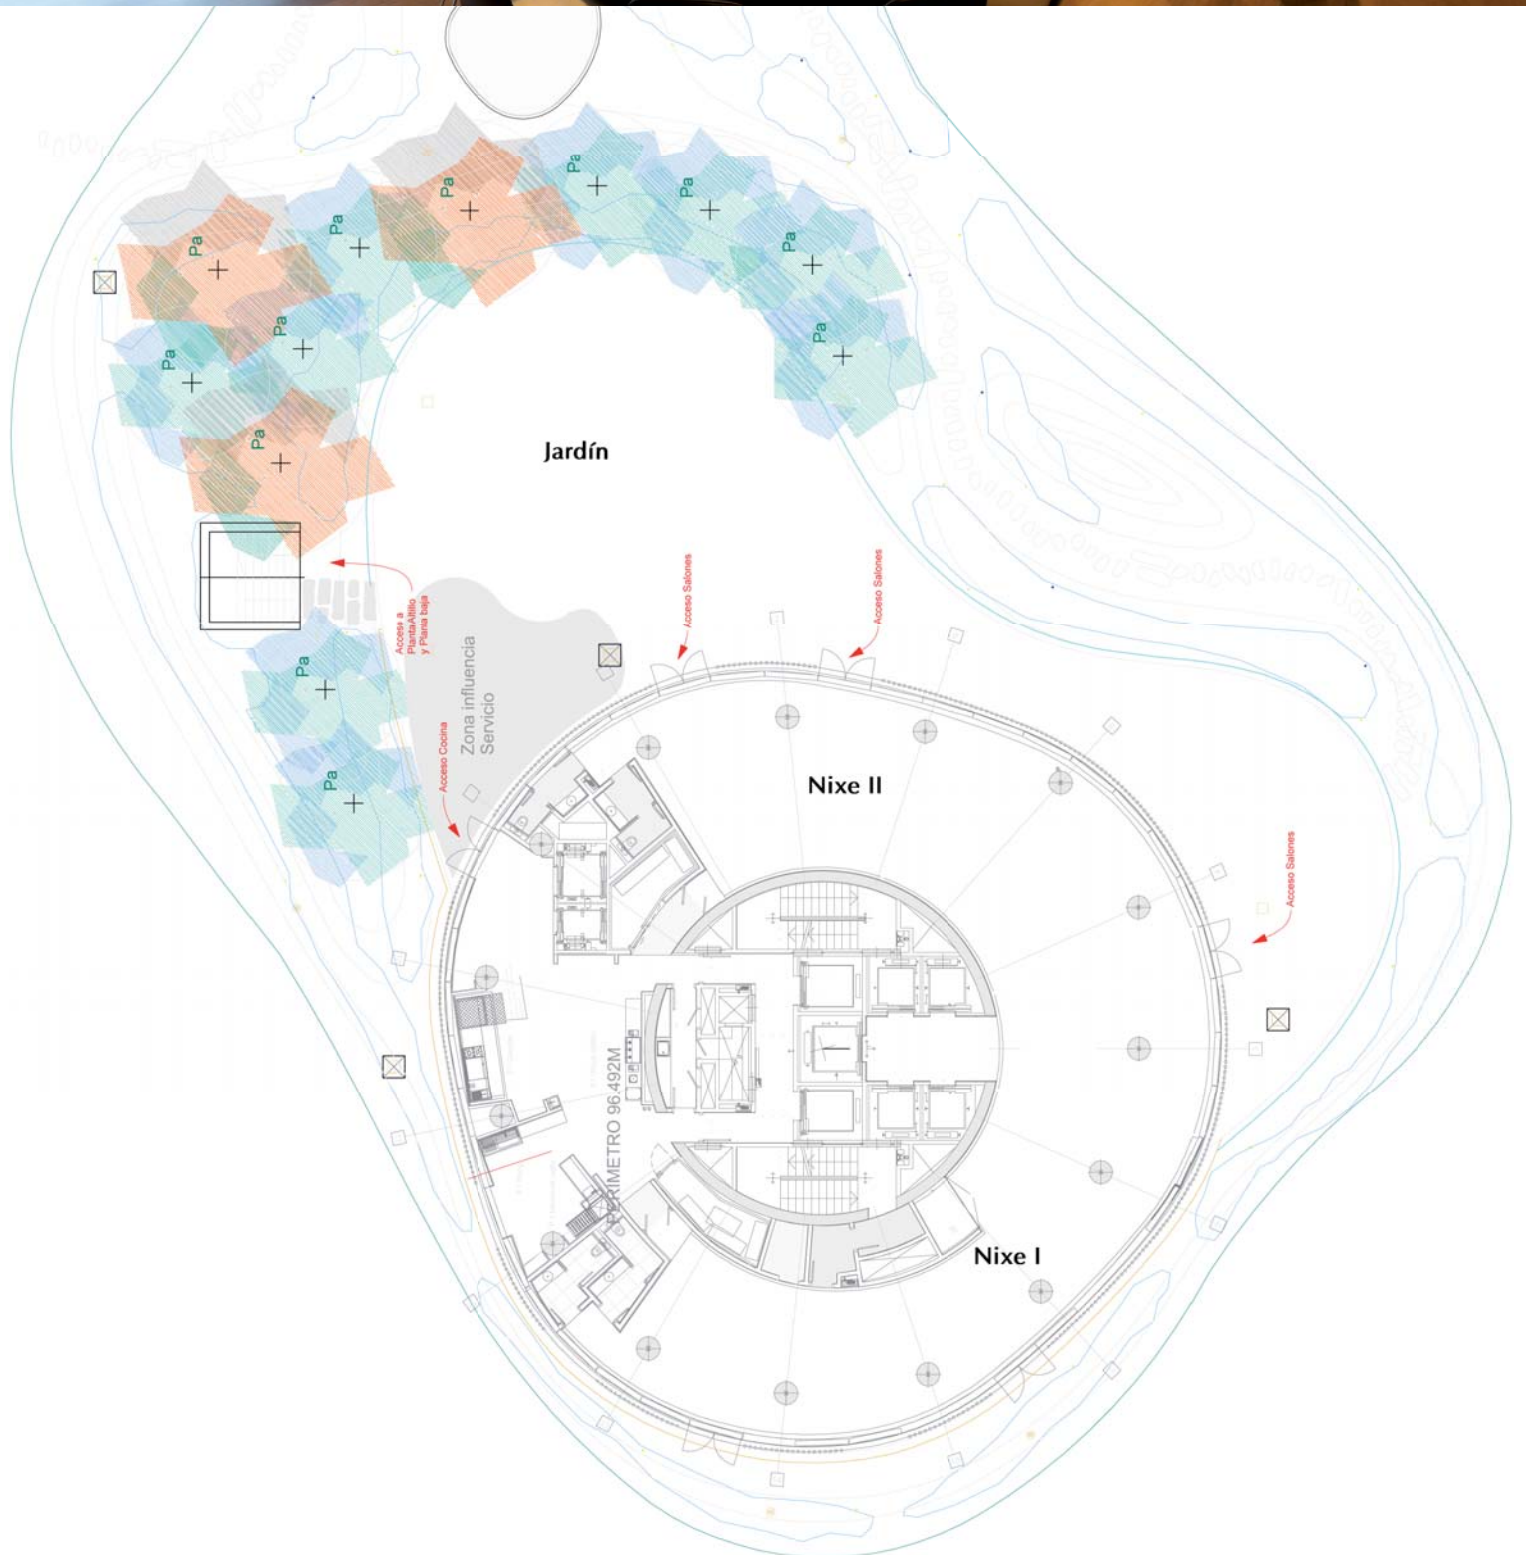 Pa
Pa
Pa
Pa
Pa
Pa
Pa
Pa
Pa
Pa
Jardín
Acceso Salones
Acceso Salones
Acceses a
PlantaAltillo
y Planta baja
Zona influencia
Servicio
Pa
Acceso Cocina
Pa
Nixe II
Acceso Salones
PERIMETRO 96.492M
Nixe I